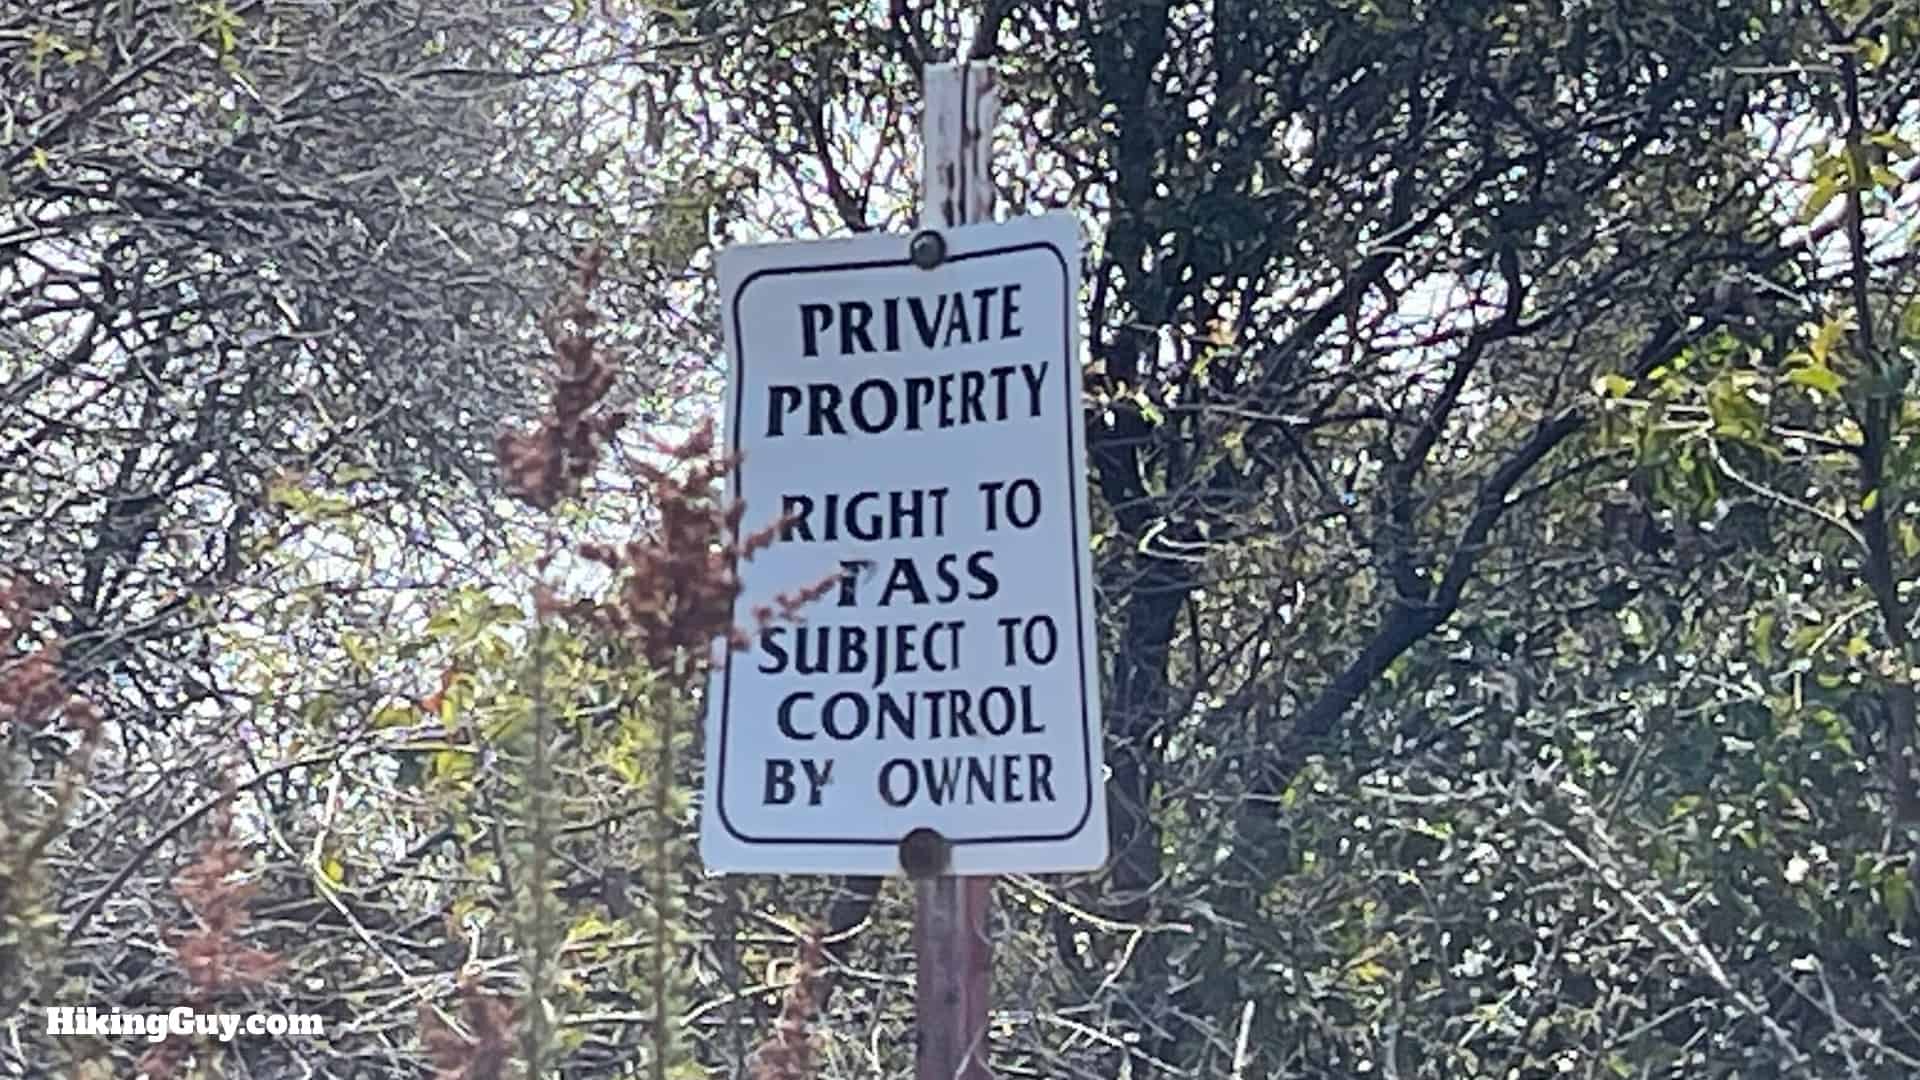 PRIVATE
PROPERTY
RIGHT TO
PASS
SUBJECT TO
CONTROL
BY OWNER
HikingGuy.com